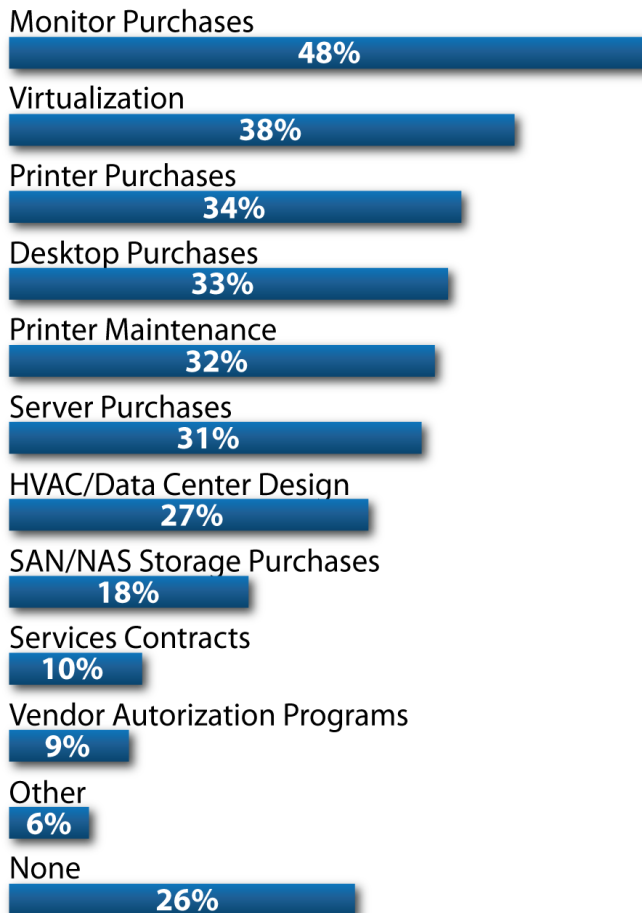 Monitor Purchases
48%
Virtualization
38%
Printer Purchases
34%
Desktop Purchases
33%
Printer Maintenance
32%
Server Purchases
31%
HVAC/Data Center Design
27%
SAN/NAS Storage Purchases
18%
Services Contracts
10%
Vendor Autorization Programs
9%
Other
6%
None
26%